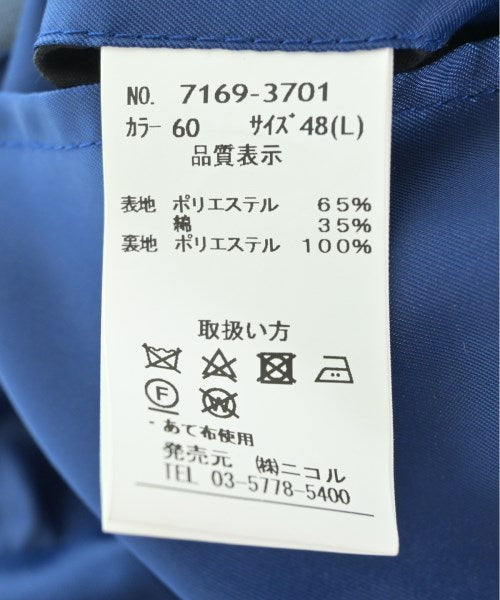 NO. 7169-3701
カラー 60 サイズ 48(L)
品質表示
表地 ポリエステル 65%
綿 35%
裏地 ポリエステル 100%
取扱い方
F W
・あて布使用
発売元 ㈱ニコル
TEL 03-5778-5400